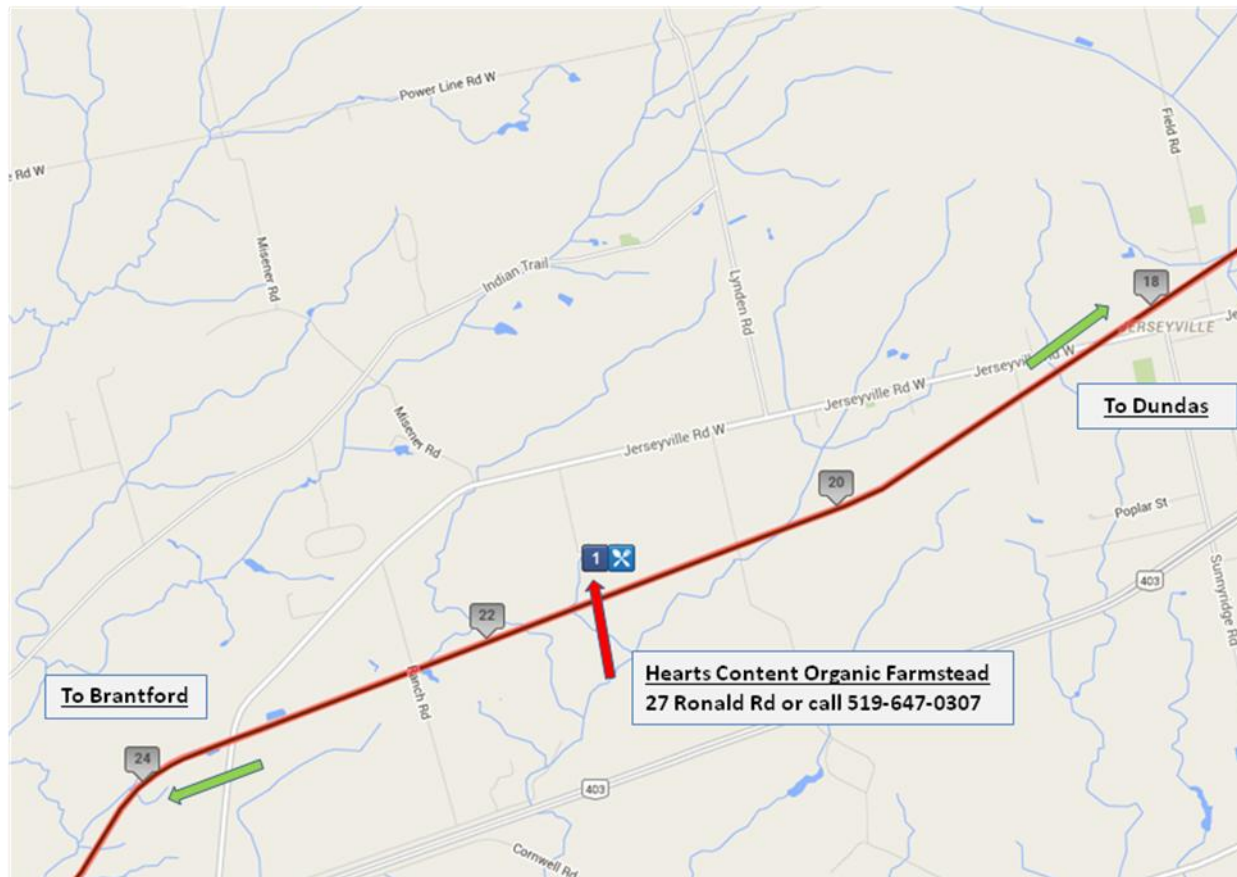 Power Line Rd W
Field Rd
e Rd W
Misener Rd
Indian Trail
Lynden Rd
18
JERSEYVILLE
Je
Jerseyville Rd W
Jerseyville Rd W
To Dundas
Misener Rd
Jerseyville Rd W
20
Poplar St
1
403
Sunnyridge Rd
22
Hearts Content Organic Farmstead
27 Ronald Rd or call 519-647-0307
Ranch Rd
To Brantford
24
403
Cornwell Rd